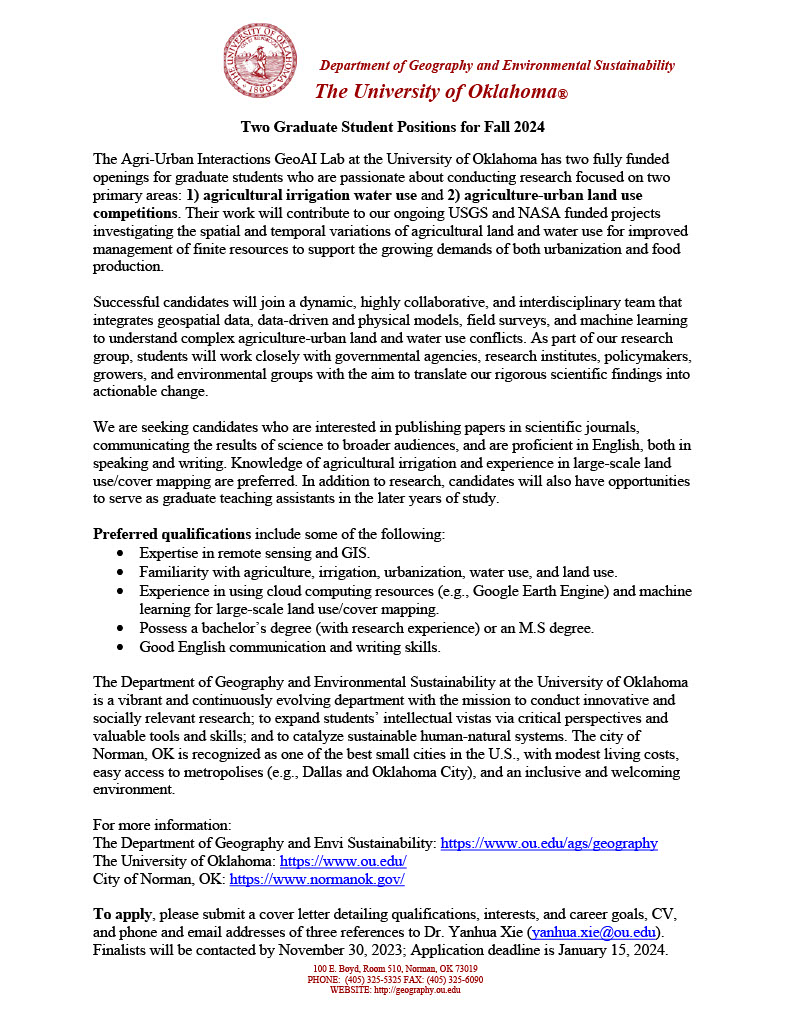 THE UNIVERSITY OF OKLAHOMA
1890
Department of Geography and Environmental Sustainability
The University of Oklahoma®
Two Graduate Student Positions for Fall 2024
The Agri-Urban Interactions GeoAI Lab at the University of Oklahoma has two fully funded
openings for graduate students who are passionate about conducting research focused on two
primary areas: 1) agricultural irrigation water use and 2) agriculture-urban land use
competitions. Their work will contribute to our ongoing USGS and NASA funded projects
investigating the spatial and temporal variations of agricultural land and water use for improved
management of finite resources to support the growing demands of both urbanization and food
production.
Successful candidates will join a dynamic, highly collaborative, and interdisciplinary team that
integrates geospatial data, data-driven and physical models, field surveys, and machine learning
to understand complex agriculture-urban land and water use conflicts. As part of our research
group, students will work closely with governmental agencies, research institutes, policymakers,
growers, and environmental groups with the aim to translate our rigorous scientific findings into
actionable change.
We are seeking candidates who are interested in publishing papers in scientific journals,
communicating the results of science to broader audiences, and are proficient in English, both in
speaking and writing. Knowledge of agricultural irrigation and experience in large-scale land
use/cover mapping are preferred. In addition to research, candidates will also have opportunities
to serve as graduate teaching assistants in the later years of study.
Preferred qualifications include some of the following:
• Expertise in remote sensing and GIS.
• Familiarity with agriculture, irrigation, urbanization, water use, and land use.
• Experience in using cloud computing resources (e.g., Google Earth Engine) and machine
learning for large-scale land use/cover mapping.
• Possess a bachelor's degree (with research experience) or an M.S degree.
• Good English communication and writing skills.
The Department of Geography and Environmental Sustainability at the University of Oklahoma
is a vibrant and continuously evolving department with the mission to conduct innovative and
socially relevant research; to expand students' intellectual vistas via critical perspectives and
valuable tools and skills; and to catalyze sustainable human-natural systems. The city of
Norman, OK is recognized as one of the best small cities in the U.S., with modest living costs,
easy access to metropolises (e.g., Dallas and Oklahoma City), and an inclusive and welcoming
environment.
For more information:
The Department of Geography and Envi Sustainability: https://www.ou.edu/ags/geography
The University of Oklahoma: https://www.ou.edu/
City of Norman, OK: https://www.normanok.gov/
To apply, please submit a cover letter detailing qualifications, interests, and career goals, CV,
and phone and email addresses of three references to Dr. Yanhua Xie (yanhua.xie@ou.edu).
Finalists will be contacted by November 30, 2023; Application deadline is January 15, 2024.
100 E. Boyd, Room 510, Norman, OK 73019
PHONE: (405) 325-5325 FAX: (405) 325-6090
WEBSITE: http://geography.ou.edu